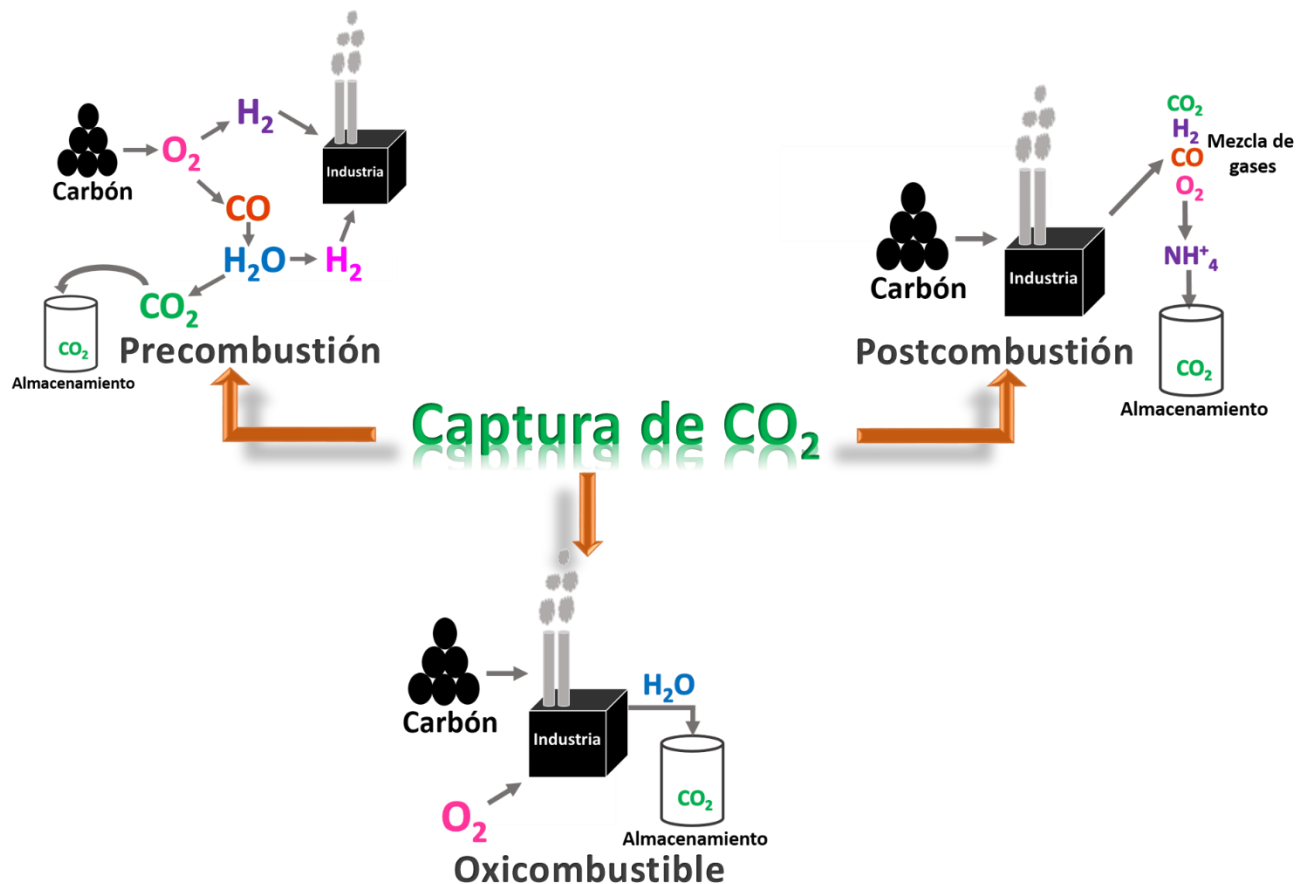 H₂
O₂
Carbón
CO
H₂O
H₂
CO₂
CO₂
Almacenamiento
Industria
Precombustión
Carbón
Industria
CO₂
H₂
CO
O₂
Mezcla de
gases
NH⁺₄
CO₂
Almacenamiento
Postcombustión
Captura de CO₂
Carbón
Industria
O₂
H₂O
CO₂
Almacenamiento
Oxicombustible